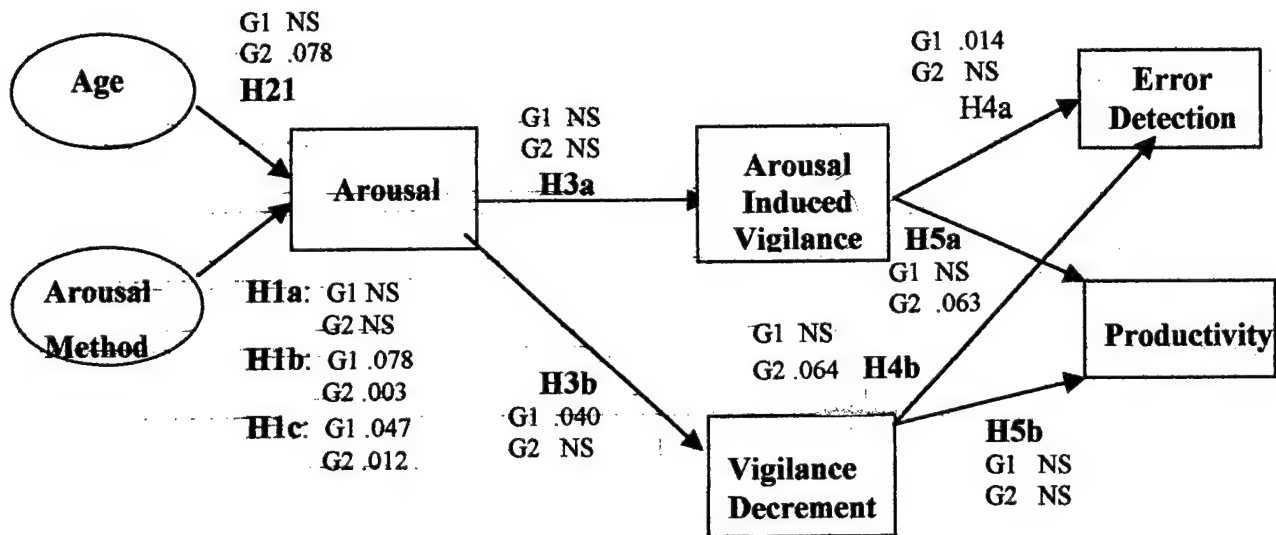 G1 NS
G2 .078
H21
Age
G1 NS
G2 NS
H3a
G1 .014
G2 NS
H4a
Error
Detection
Arousal
Arousal
Induced
Vigilance
H5a
G1 NS
G2 .063
Arousal
Method
H1a: G1 NS
G2 NS
H1b: G1 .078
G2 .003
H1c: G1 .047
G2 .012
Productivity
G1 NS
G2 .064 H4b
H3b
G1 .040
G2 NS
Vigilance
Decrement
H5b
G1 NS
G2 NS